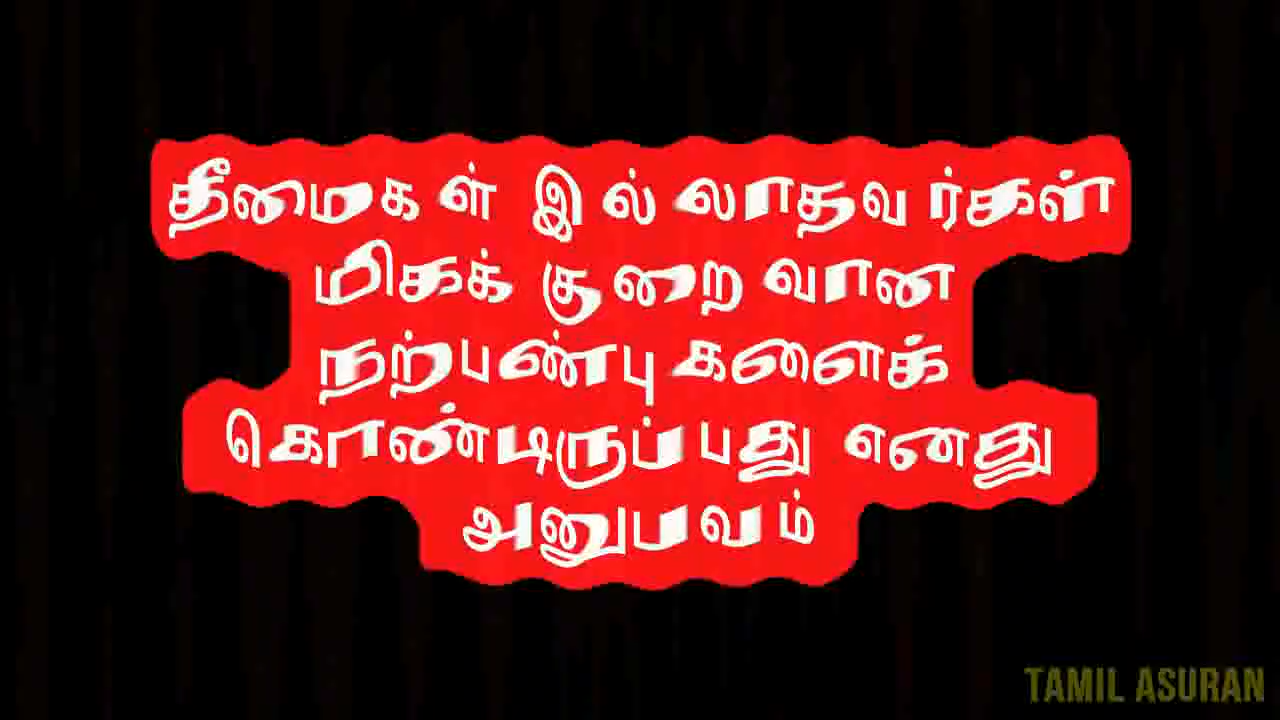 தீமைகள் இல்லாதவர்கள்
மிகக் குறைவான
நற்பண்புகளைக்
கொண்டிருப்பது எனது
அனுபவம்
TAMIL ASURAN